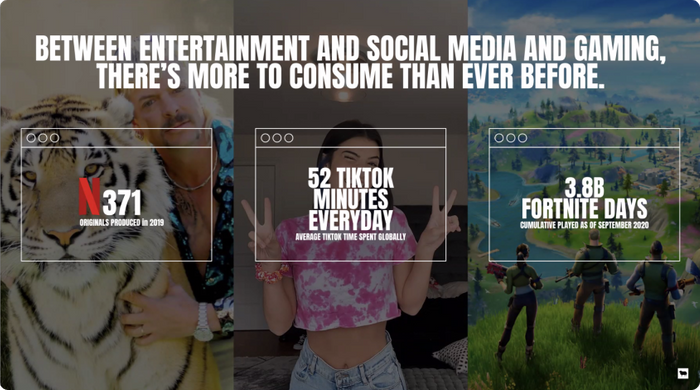 BETWEEN ENTERTAINMENT AND SOCIAL MEDIA AND GAMING,
THERE'S MORE TO CONSUME THAN EVER BEFORE.
N 371
ORIGINALS PRODUCED in 2019
52 TIKTOK
MINUTES
EVERYDAY
AVERAGE TIKTOK TIME SPENT GLOBALLY
3.8B
FORTNITE DAYS
CUMULATIVE PLAYED AS OF SEPTEMBER 2020